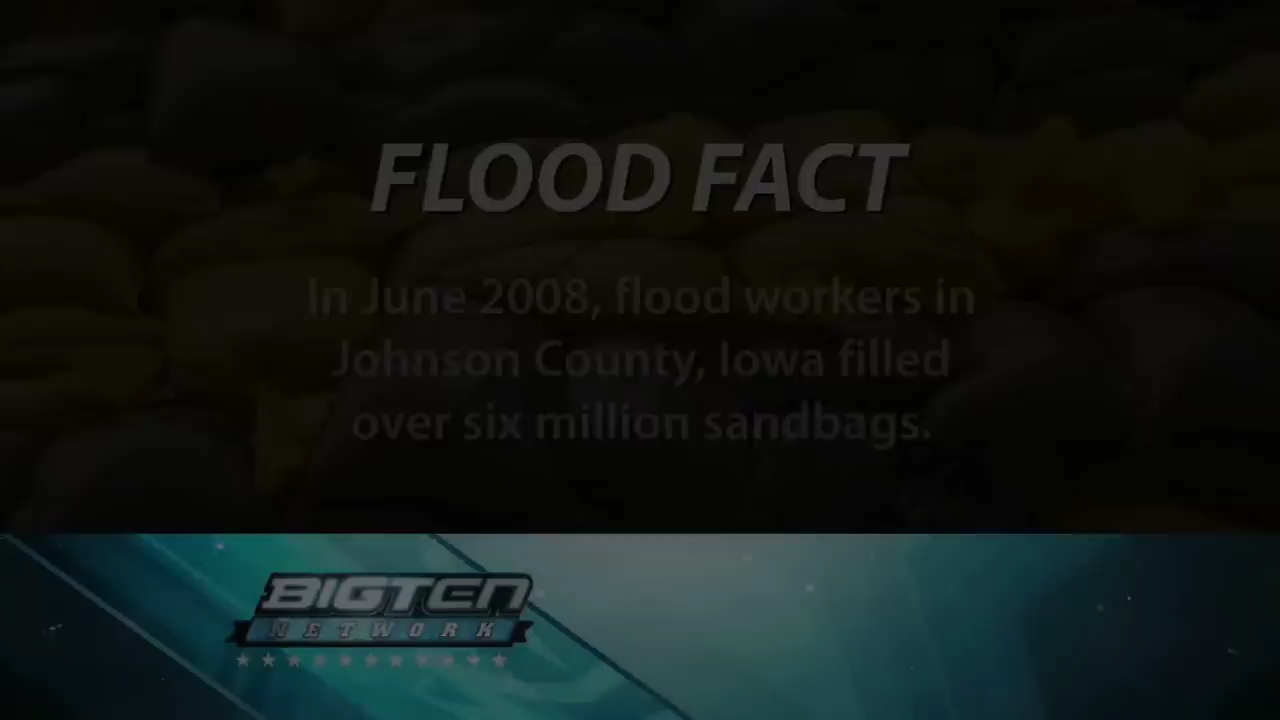 FLOOD FACT
In June 2008, flood workers in
Johnson County, Iowa filled
over six million sandbags.
BIGTEN
NETWORK